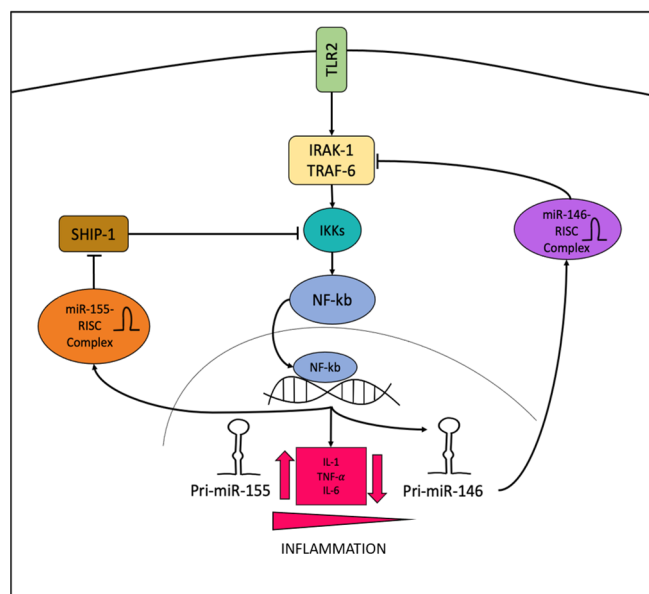 TLR2
IRAK-1
TRAF-6
miR-146-
RISC
Complex
SHIP-1
IKKs
miR-155-
RISC
Complex
NF-kb
NF-kb
IL-1
TNF-α
IL-6
Pri-miR-155
Pri-miR-146
INFLAMMATION